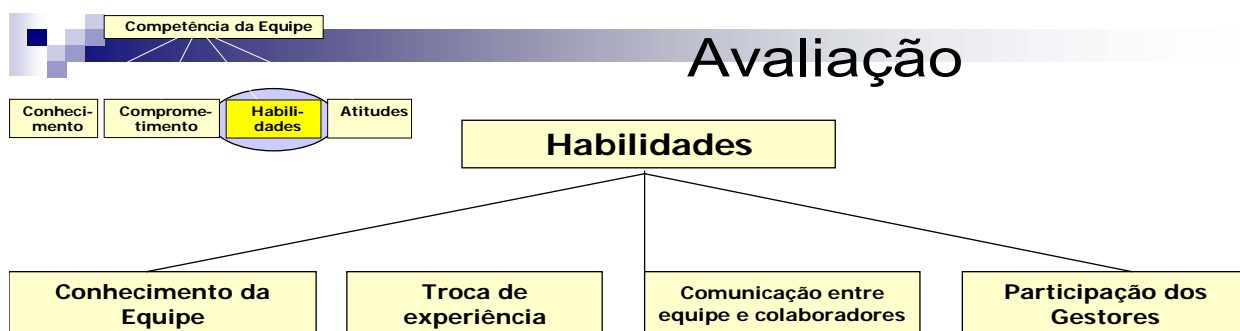 Competência da Equipe
Avaliação
Conheci-
mento
Comprome-
timento
Habili-
dades
Atitudes
Habilidades
Conhecimento da
Equipe
Troca de
experiência
Comunicação entre
equipe e colaboradores
Participação dos
Gestores